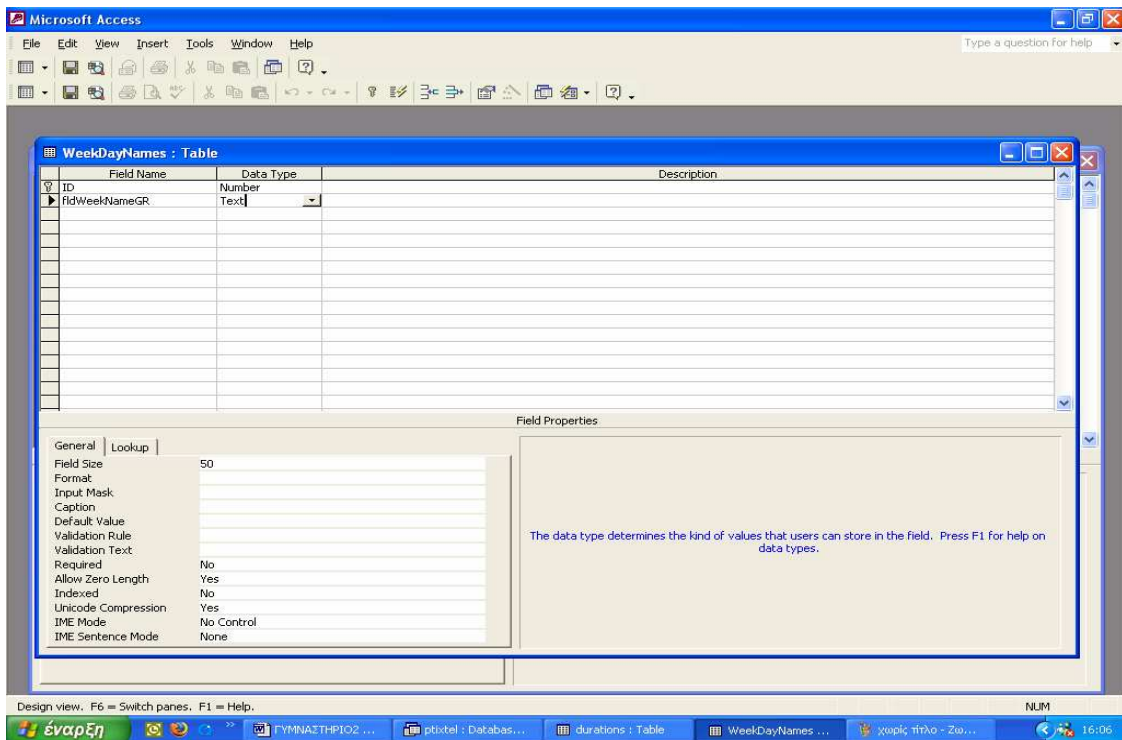 Microsoft Access
File Edit View Insert Tools Window Help
Type a question for help
WeekDayNames : Table
Field Name Data Type Description
ID Number
fldWeekNameGR Text
Field Properties
General Lookup
Field Size 50
Format
Input Mask
Caption
Default Value
Validation Rule
Validation Text
Required No
Allow Zero Length Yes
Indexed No
Unicode Compression Yes
IME Mode No Control
IME Sentence Mode None
The data type determines the kind of values that users can store in the field. Press F1 for help on
data types.
Design view. F6 = Switch panes. F1 = Help.
NUM
έναρξη
ΓΥΜΝΑΣΤΗΡΙΟ2 ...
ptixtel : Databas...
durations : Table
WeekDayNames ...
χωρίς τίτλο - Ζω...
16:06